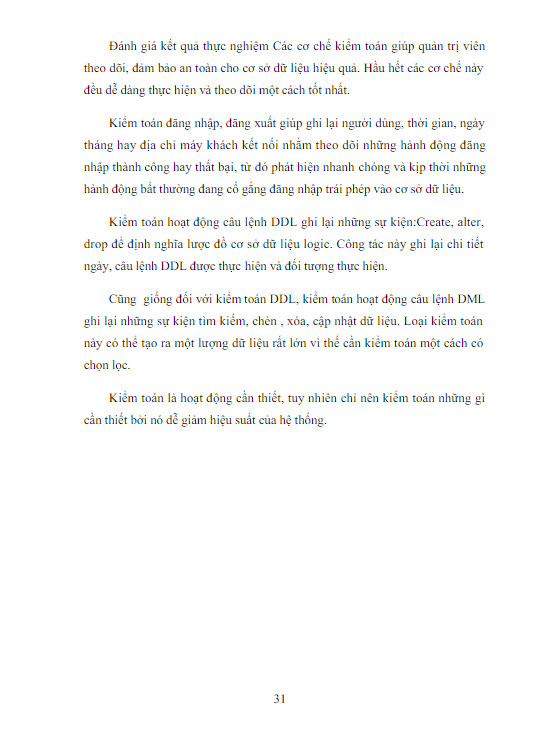 Đánh giá kết quả thực nghiệm Các cơ chế kiểm toán giúp quản trị viên
theo dõi, đảm bảo an toàn cho cơ sở dữ liệu hiệu quả. Hầu hết các cơ chế này
đều dễ dàng thực hiện và theo dõi một cách tốt nhất.
Kiểm toán đăng nhập, đăng xuất giúp ghi lại người dùng, thời gian, ngày
tháng hay địa chỉ máy khách kết nối nhằm theo dõi những hành động đăng
nhập thành công hay thất bại, từ đó phát hiện nhanh chóng và kịp thời những
hành động bất thường đang cố gắng đăng nhập trái phép vào cơ sở dữ liệu.
Kiểm toán hoạt động câu lệnh DDL ghi lại những sự kiện:Create, alter,
drop để định nghĩa lược đồ cơ sở dữ liệu logic. Công tác này ghi lại chi tiết
ngày, câu lệnh DDL được thực hiện và đối tượng thực hiện.
Cũng giống đối với kiểm toán DDL, kiểm toán hoạt động câu lệnh DML
ghi lại những sự kiện tìm kiếm, chèn , xóa, cập nhật dữ liệu. Loại kiểm toán
này có thể tạo ra một lượng dữ liệu rất lớn vì thế cần kiểm toán một cách có
chọn lọc.
Kiểm toán là hoạt động cần thiết, tuy nhiên chỉ nên kiểm toán những gì
cần thiết bởi nó dễ giảm hiệu suất của hệ thống.
31